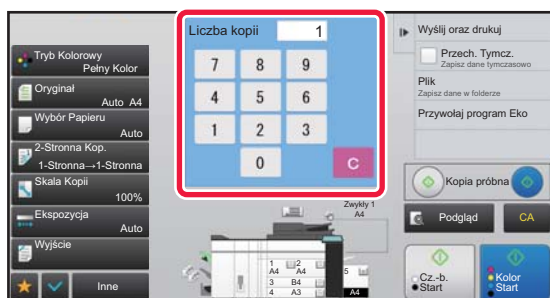 Tryb Kolorowy
Pełny Kolor
Oryginał
Auto A4
Wybór Papieru
Auto
2-Stronna Kop.
1-Stronna→1-Stronna
Skala Kopii
100%
Ekspozycja
Auto
Wyjście
Inne
Liczba kopii 1
7 8 9
4 5 6
1 2 3
0 C
Zwykły 1
A4
1 2
A4 A4
3 B4
4 A3
5
A4
Wyślij oraz drukuj
Przech. Tymcz.
Zapisz dane tymczasowo
Plik
Zapisz dane w folderze
Przywołaj program Eko
Kopia próbna
Podgląd CA
Cz.-b.
Start
Kolor
Start